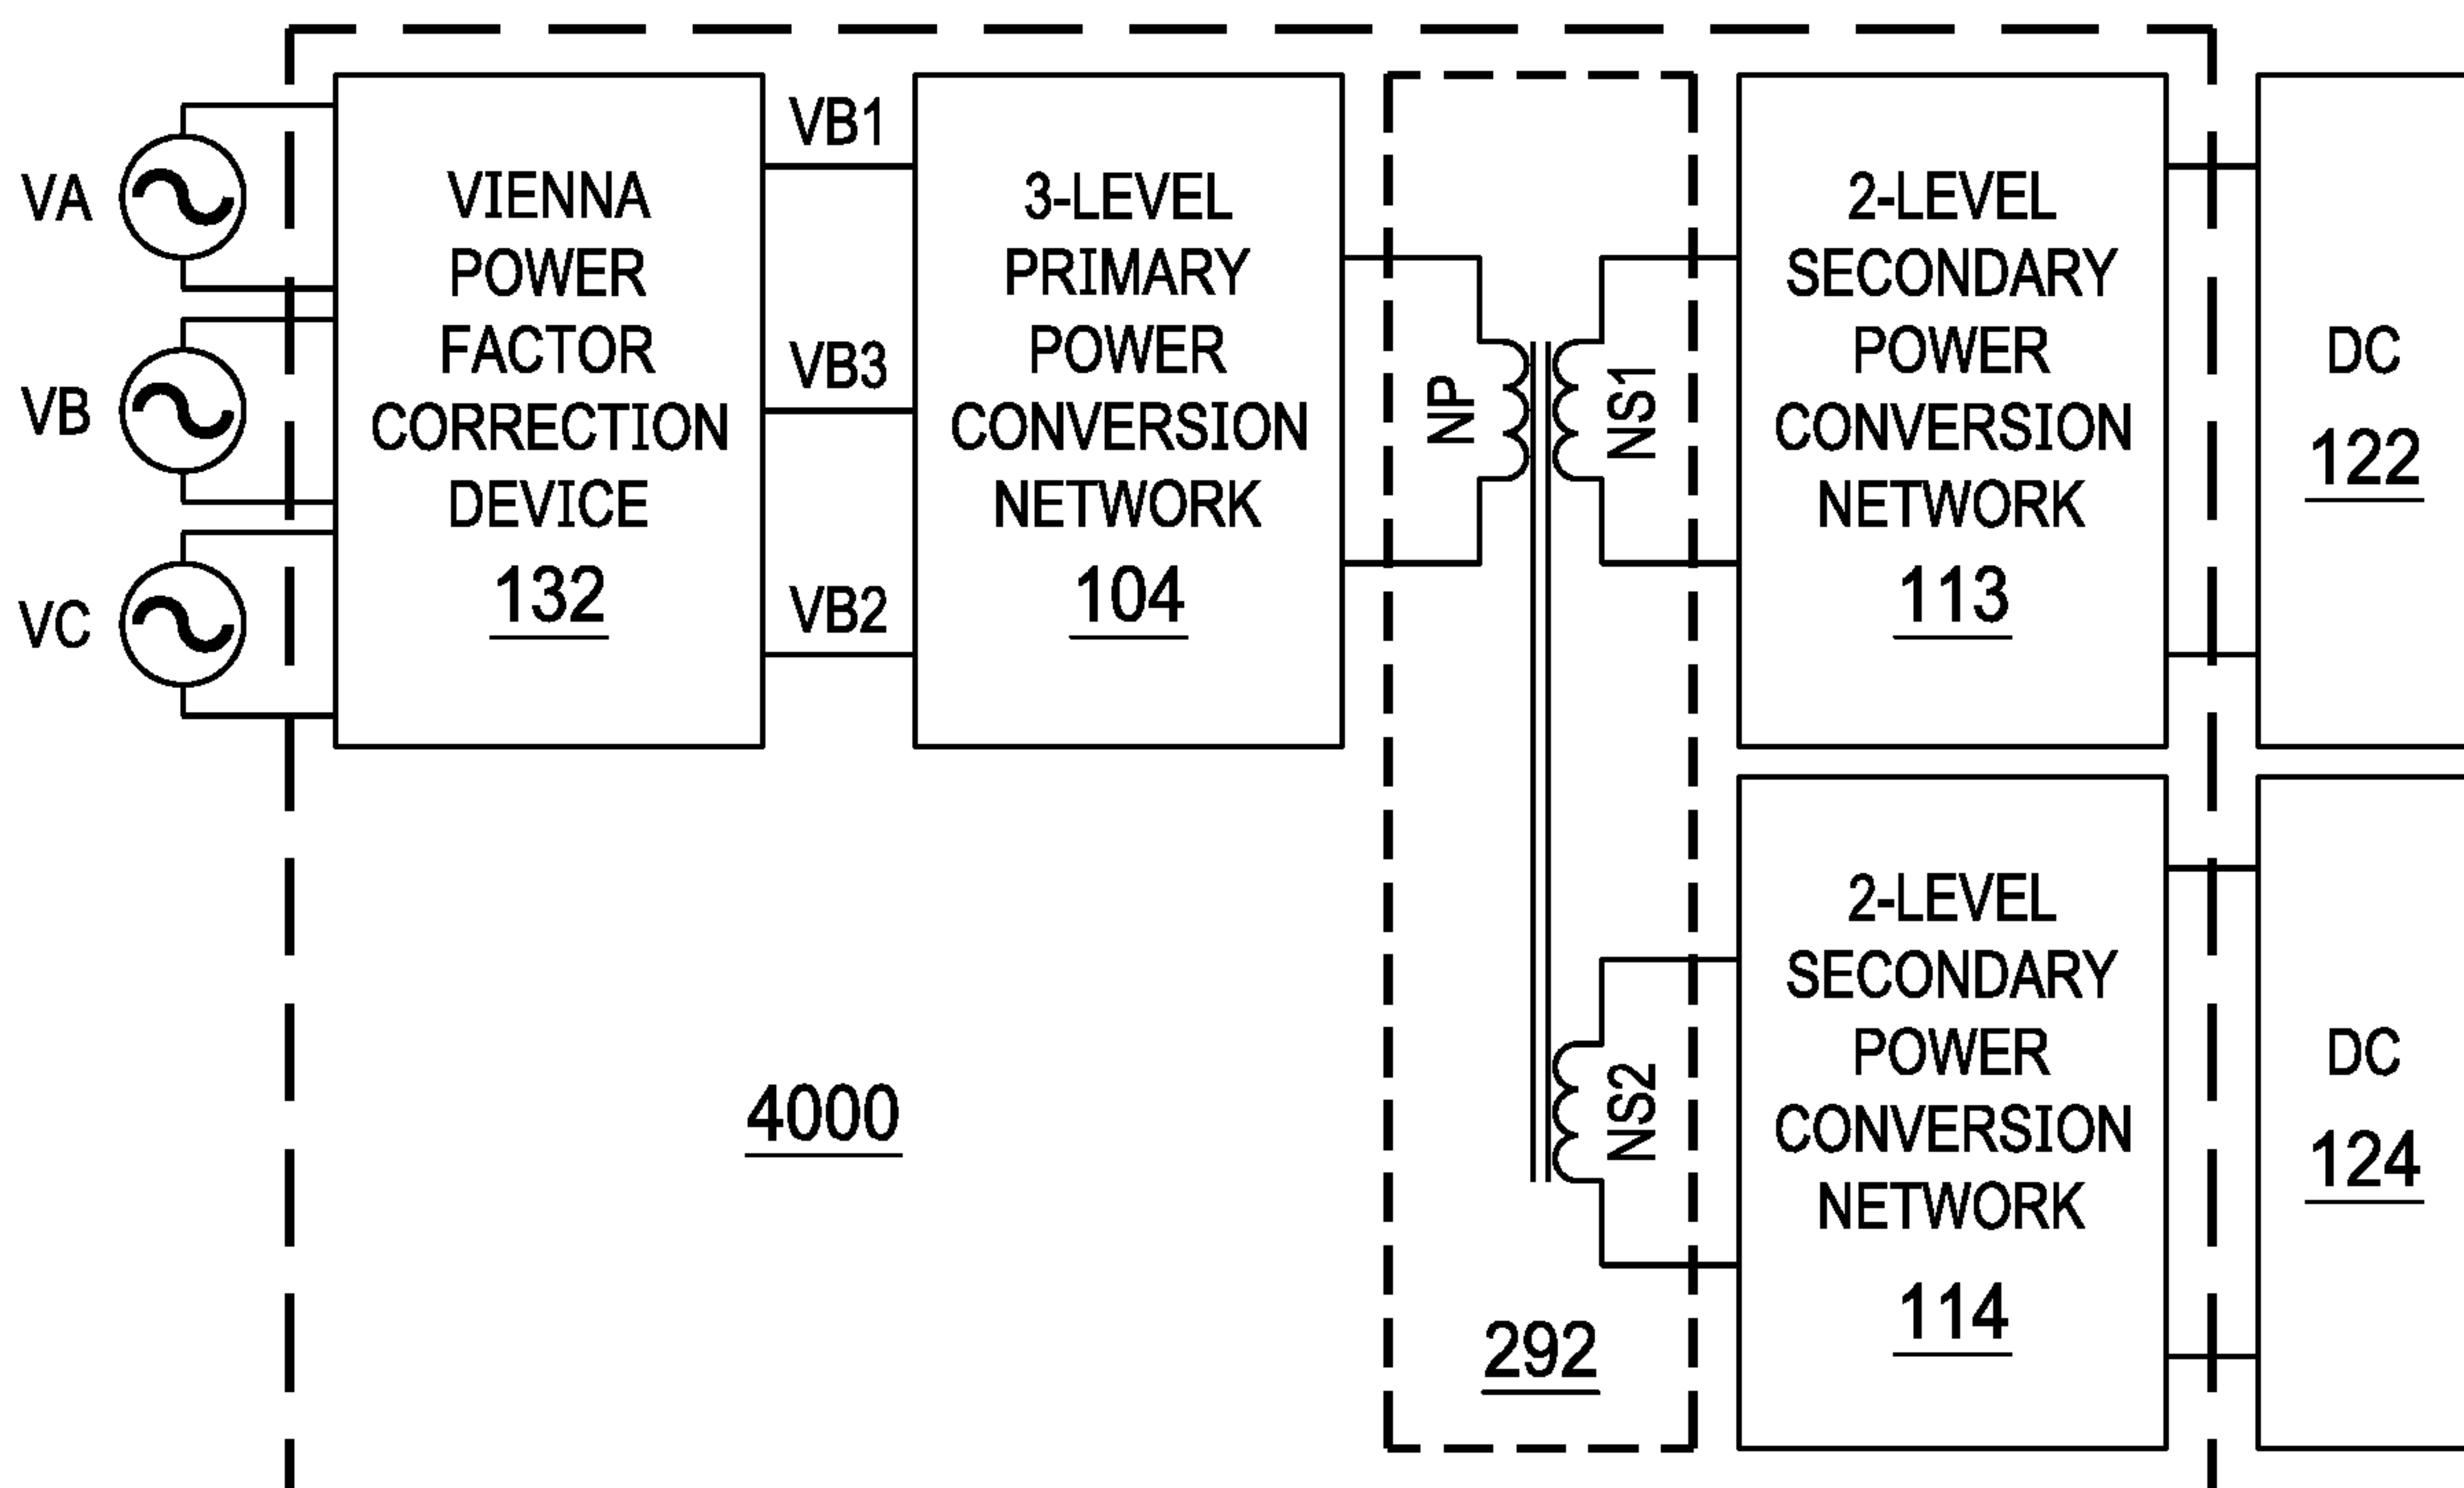 VA
VB
VC
VIENNA
POWER
FACTOR
CORRECTION
DEVICE
132
VB1
VB3
VB2
3-LEVEL
PRIMARY
POWER
CONVERSION
NETWORK
104
NP
NS1
NS2
292
2-LEVEL
SECONDARY
POWER
CONVERSION
NETWORK
113
DC
122
2-LEVEL
SECONDARY
POWER
CONVERSION
NETWORK
114
DC
124
4000